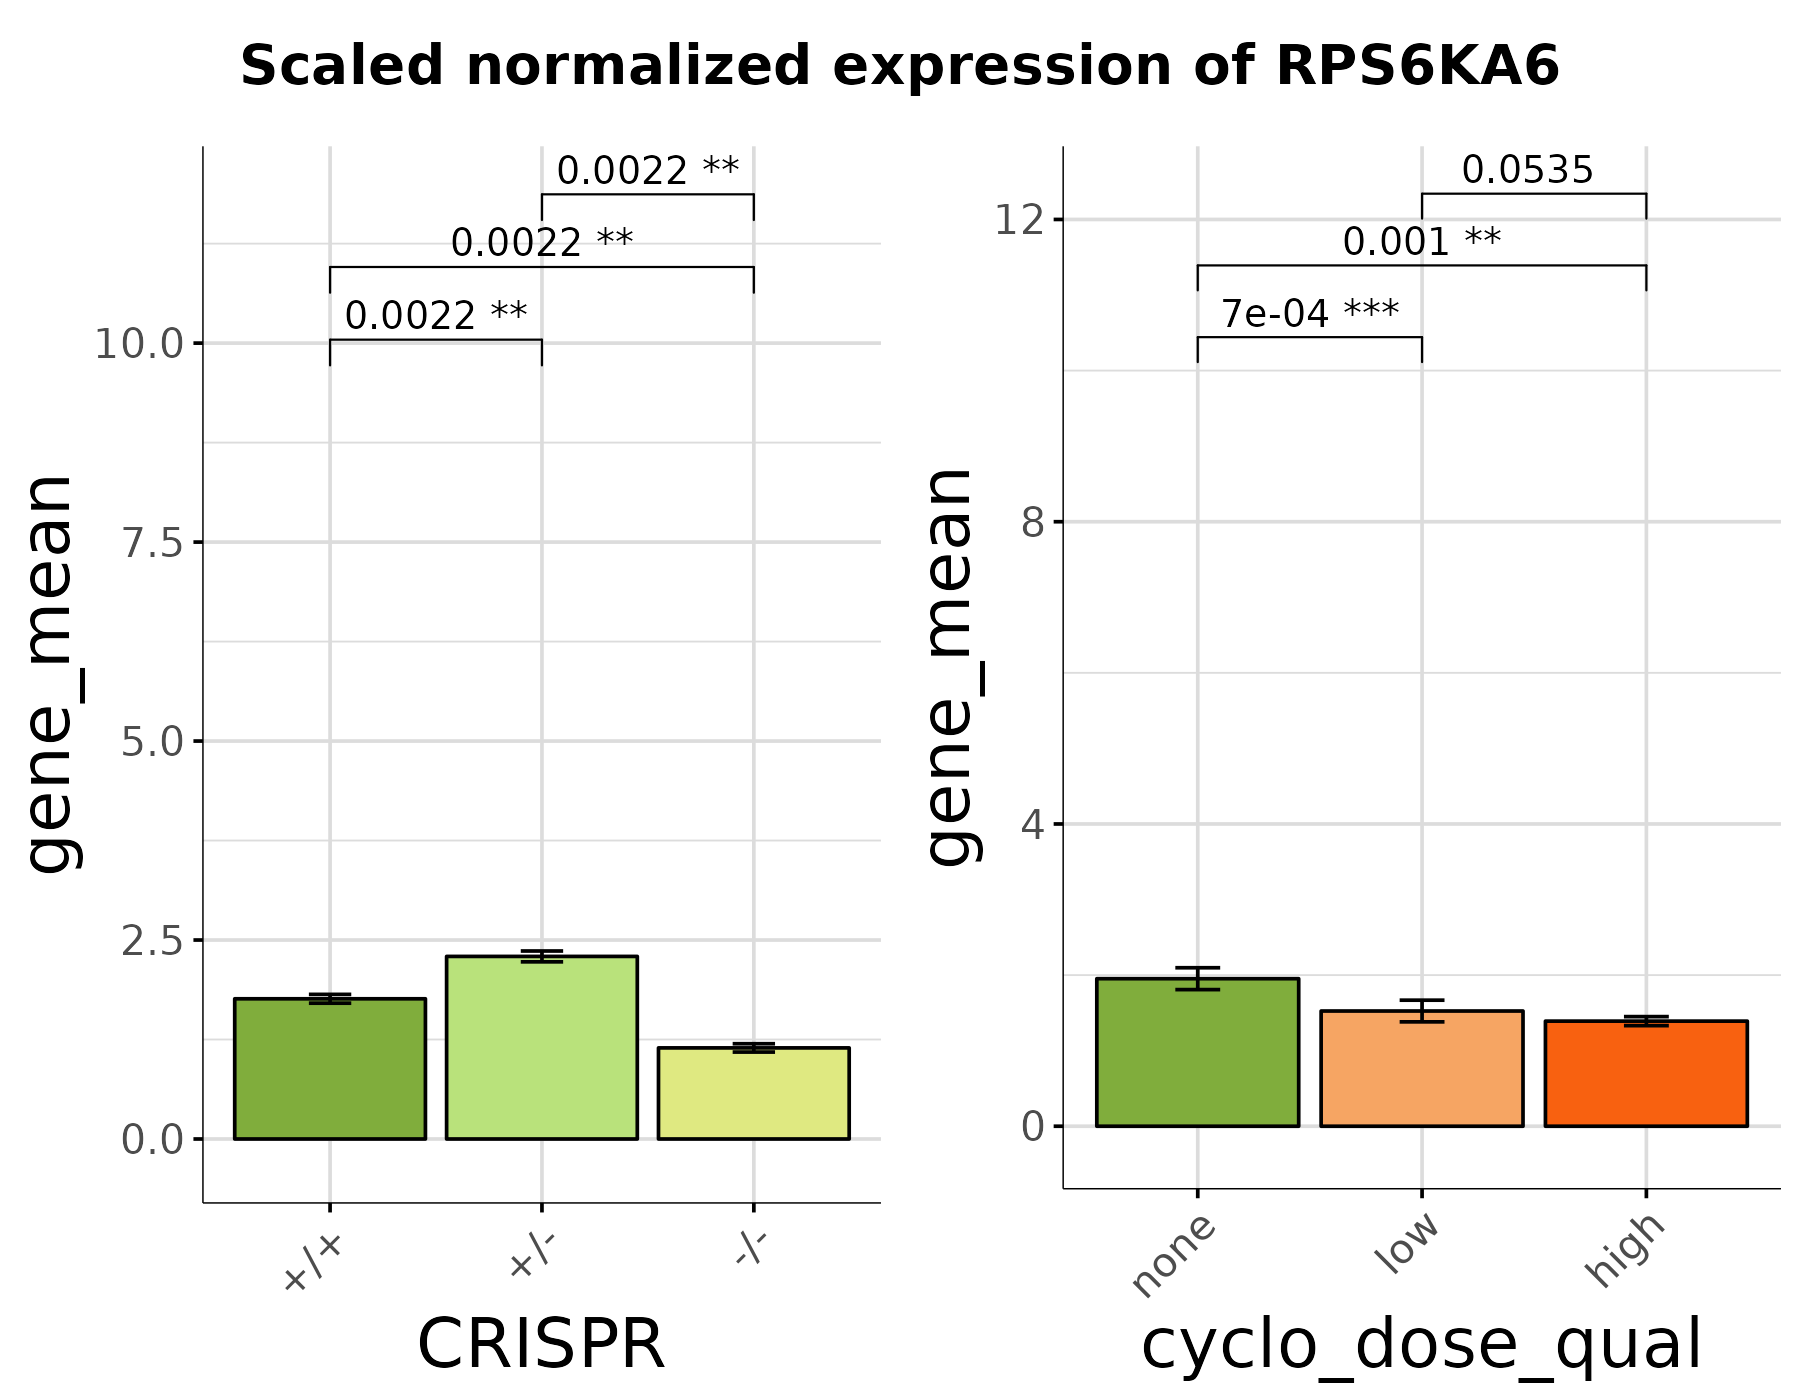 Scaled normalized expression of RPS6KA6
gene_mean
10.0
7.5
5.0
2.5
0.0
0.0022 **
0.0022 **
0.0022 **
+/+
+/-
-/-
CRISPR
gene_mean
12
8
4
0
0.0535
0.001 **
7e-04 ***
none
low
high
cyclo_dose_qual